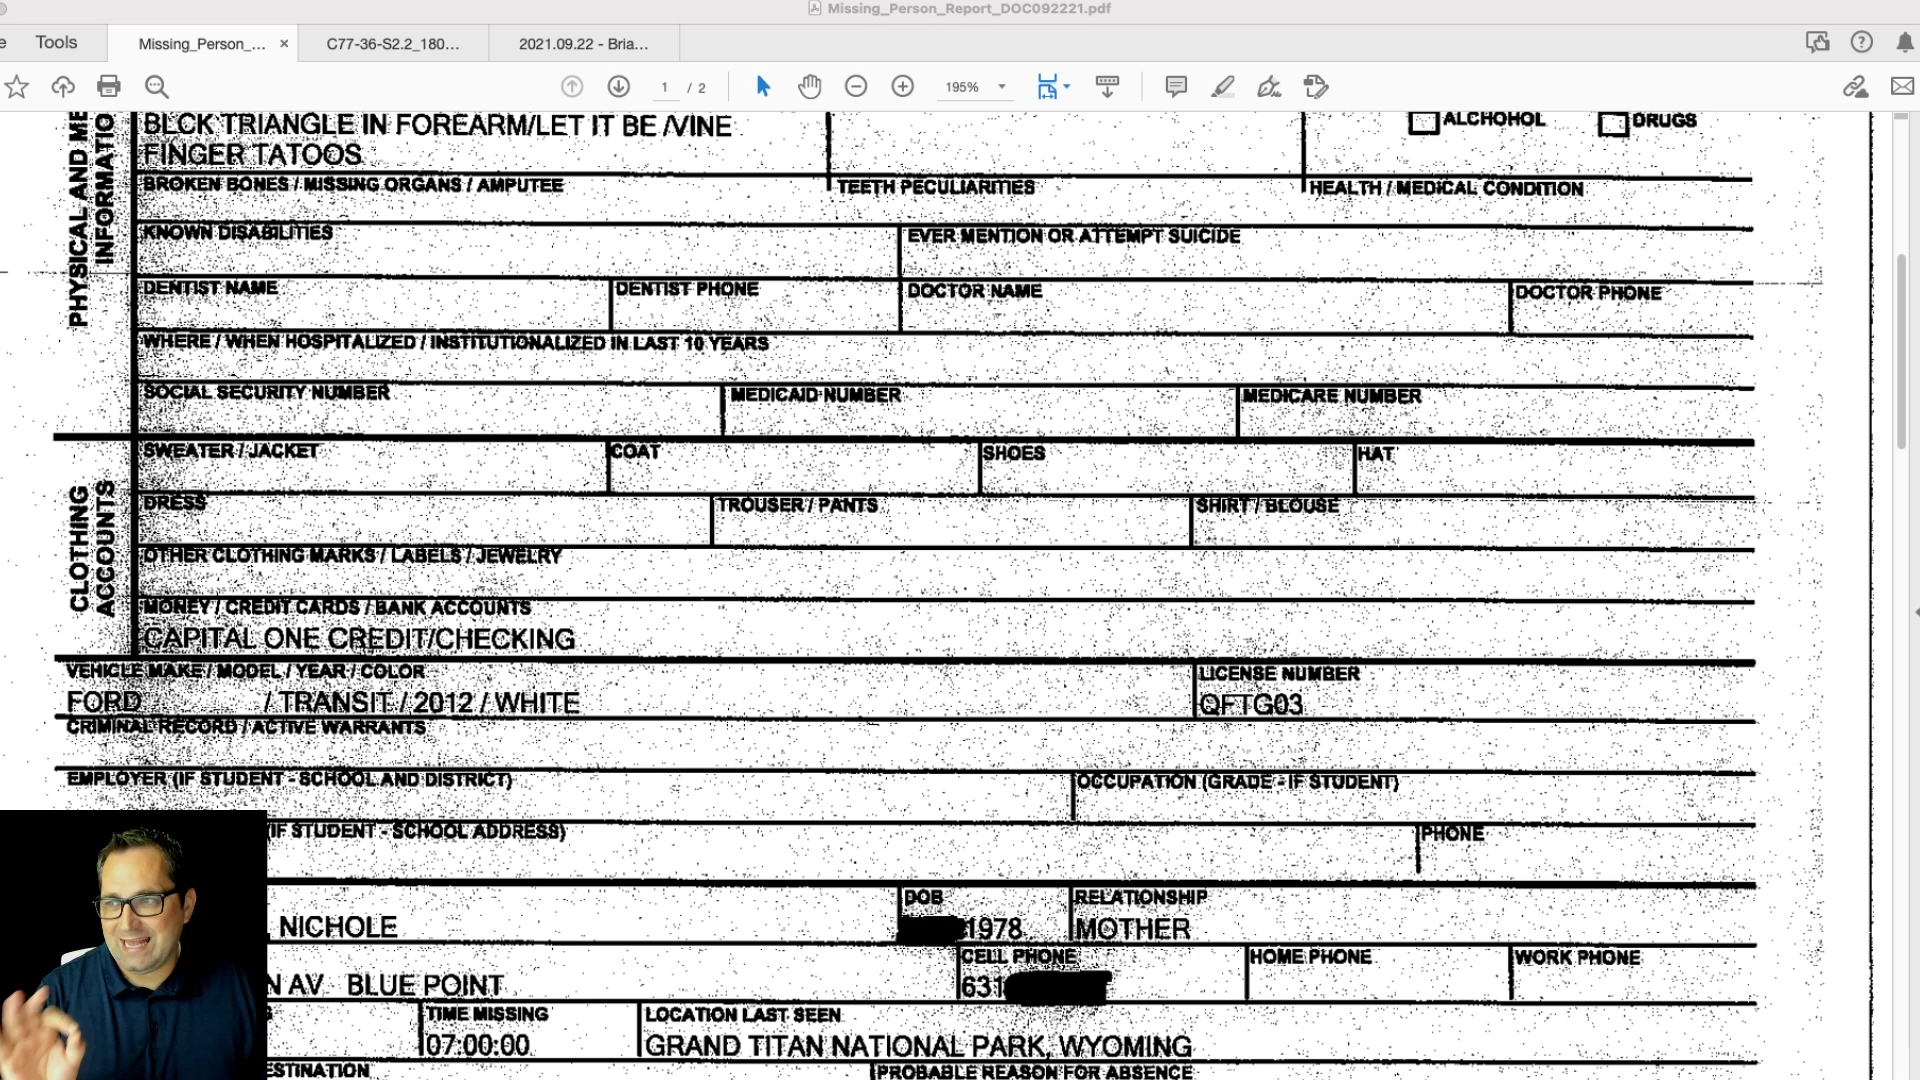 Missing_Person_Report_DOC092221.pdf
e Tools Missing_Person_... × C77-36-S2.2_180... 2021.09.22 - Bria...
1 / 2 195%
BLCK TRIANGLE IN FOREARM/LET IT BE /VINE
FINGER TATOOS
ALCHOHOL DRUGS
PHYSICAL AND ME
INFORMATIO
BROKEN BONES / MISSING ORGANS / AMPUTEE TEETH PECULIARITIES HEALTH / MEDICAL CONDITION
KNOWN DISABILITIES EVER MENTION OR ATTEMPT SUICIDE
DENTIST NAME DENTIST PHONE DOCTOR NAME DOCTOR PHONE
WHERE / WHEN HOSPITALIZED / INSTITUTIONALIZED IN LAST 10 YEARS
SOCIAL SECURITY NUMBER MEDICAID NUMBER MEDICARE NUMBER
CLOTHING
ACCOUNTS
SWEATER / JACKET COAT SHOES HAT
DRESS TROUSER / PANTS SHIRT / BLOUSE
OTHER CLOTHING MARKS / LABELS / JEWELRY
MONEY / CREDIT CARDS / BANK ACCOUNTS
CAPITAL ONE CREDIT/CHECKING
VEHICLE MAKE / MODEL / YEAR / COLOR LICENSE NUMBER
FORD / TRANSIT / 2012 / WHITE QFTG03
CRIMINAL RECORD / ACTIVE WARRANTS
EMPLOYER (IF STUDENT - SCHOOL AND DISTRICT) OCCUPATION (GRADE - IF STUDENT)
(IF STUDENT - SCHOOL ADDRESS) PHONE
DOB RELATIONSHIP
, NICHOLE 1978 MOTHER
CELL PHONE HOME PHONE WORK PHONE
N AV BLUE POINT 631
TIME MISSING LOCATION LAST SEEN
07:00:00 GRAND TITAN NATIONAL PARK, WYOMING
ESTINATION PROBABLE REASON FOR ABSENCE